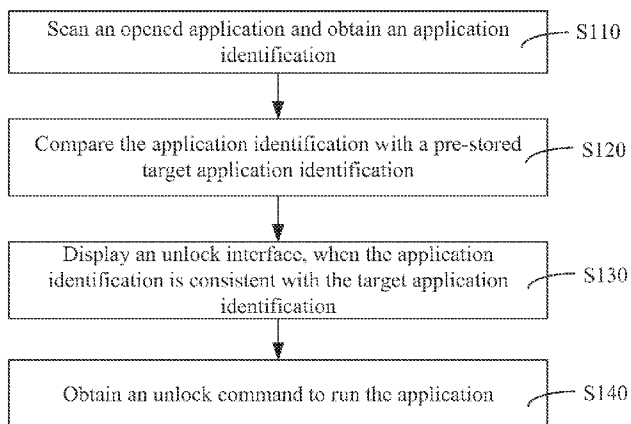 Scan an opened application and obtain an application
identification
S110
Compare the application identification with a pre-stored
target application identification
S120
Display an unlock interface, when the application
identification is consistent with the target application
identification
S130
Obtain an unlock command to run the application
S140